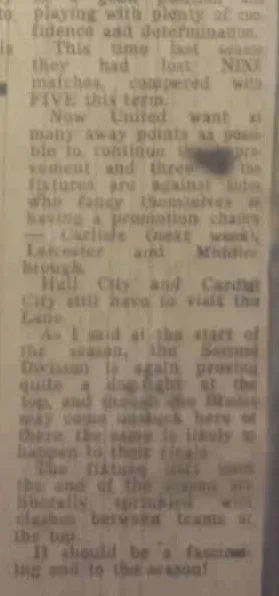 to playing with plenty of con
fidence and determination.
This time last season
they had lost NINE
matches, compared with
FIVE this term.
Now United want as
many away points as possi-
ble to continue the
vement and three the
fixtures are against
who fancy themselves as
having a promotion chance
— Carlisle (next week),
Leicester and Middles-
brough.
Hull City and Cardiff
City still have to visit the
Lane.
As I said at the start of
the season, the Second
Division is again proving
quite a dogfight at the
top, and though the Blades
may come unstuck here or
there, the same is likely to
happen to their rivals.
The fixture lists until
the end of the season are
liberally sprinkled with
clashes between teams at
the top.
It should be a fascinat-
ing end to the season!